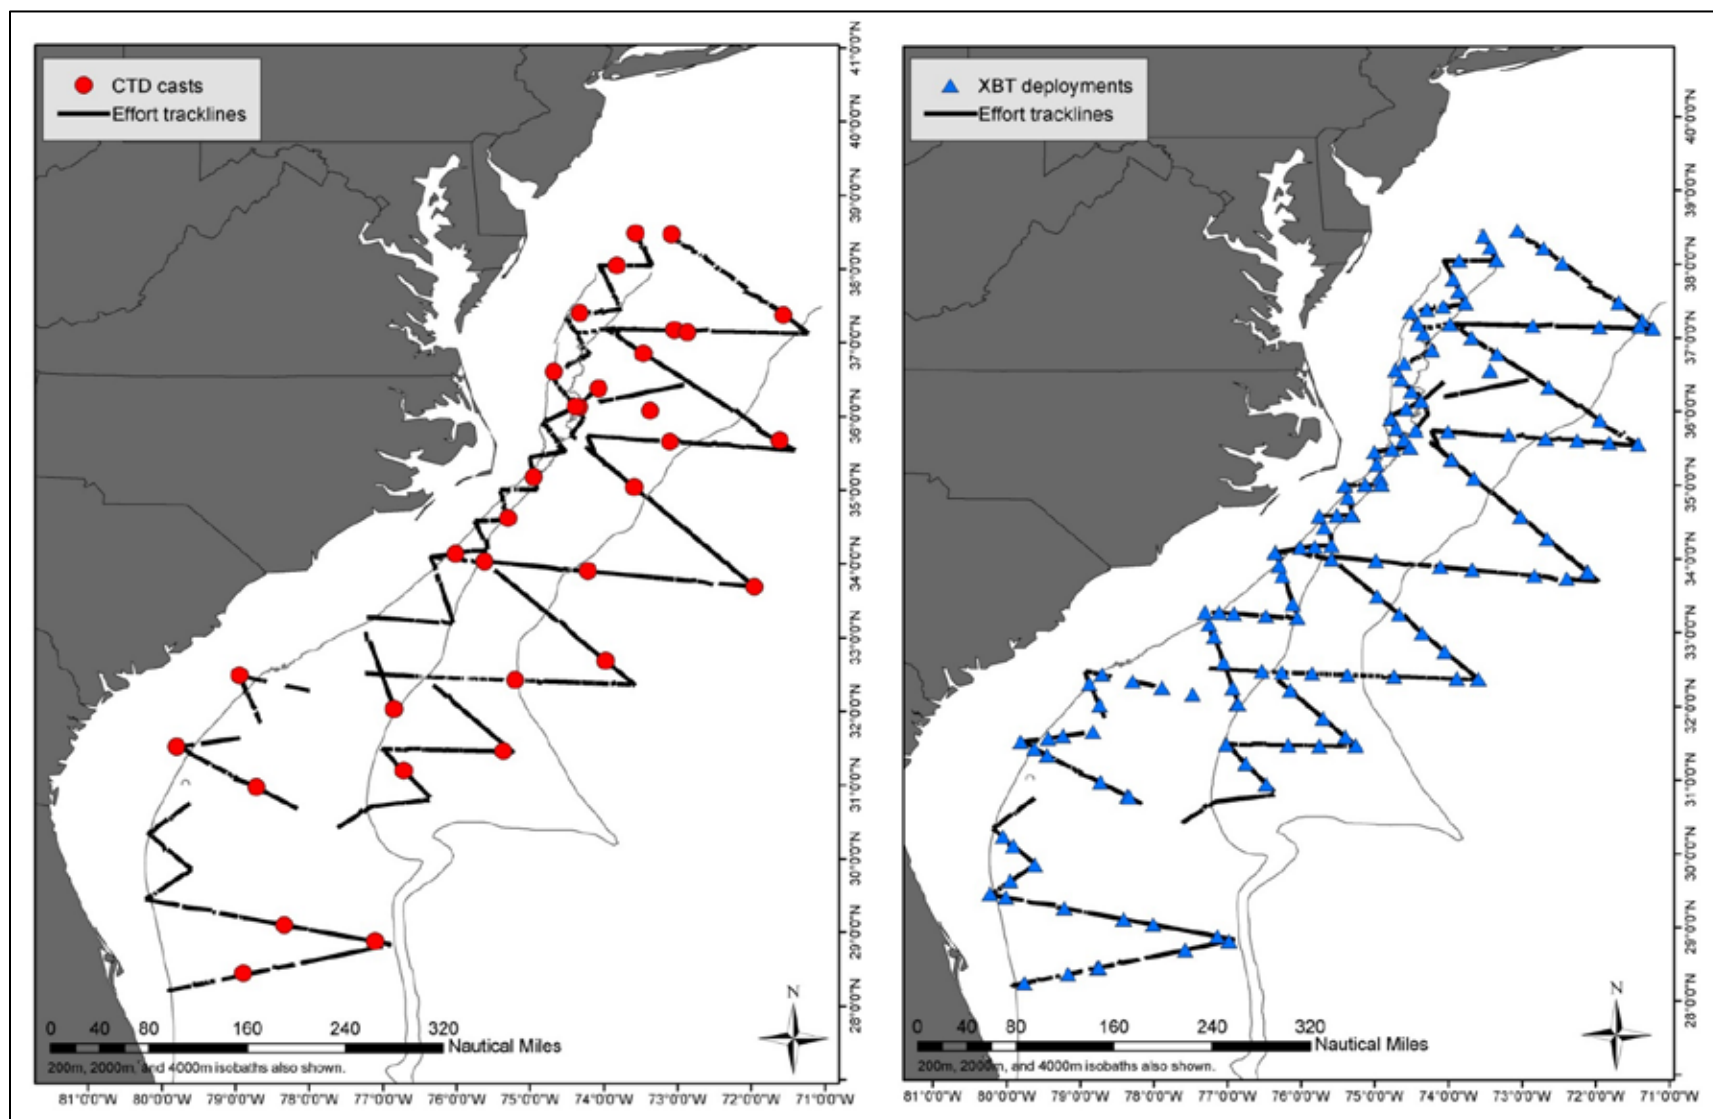 CTD casts
Effort tracklines
41°0'0"N
40°0'0"N
39°0'0"N
38°0'0"N
37°0'0"N
36°0'0"N
35°0'0"N
34°0'0"N
33°0'0"N
32°0'0"N
31°0'0"N
30°0'0"N
29°0'0"N
28°0'0"N
N
0 40 80 160 240 320
Nautical Miles
200m, 2000m, and 4000m isobaths also shown.
81°0'0"W 80°0'0"W 79°0'0"W 78°0'0"W 77°0'0"W 76°0'0"W 75°0'0"W 74°0'0"W 73°0'0"W 72°0'0"W 71°0'0"W
XBT deployments
Effort tracklines
40°0'0"N
39°0'0"N
38°0'0"N
37°0'0"N
36°0'0"N
35°0'0"N
34°0'0"N
33°0'0"N
32°0'0"N
31°0'0"N
30°0'0"N
29°0'0"N
28°0'0"N
N
0 40 80 160 240 320
Nautical Miles
200m, 2000m, and 4000m isobaths also shown.
81°0'0"W 80°0'0"W 79°0'0"W 78°0'0"W 77°0'0"W 76°0'0"W 75°0'0"W 74°0'0"W 73°0'0"W 72°0'0"W 71°0'0"W